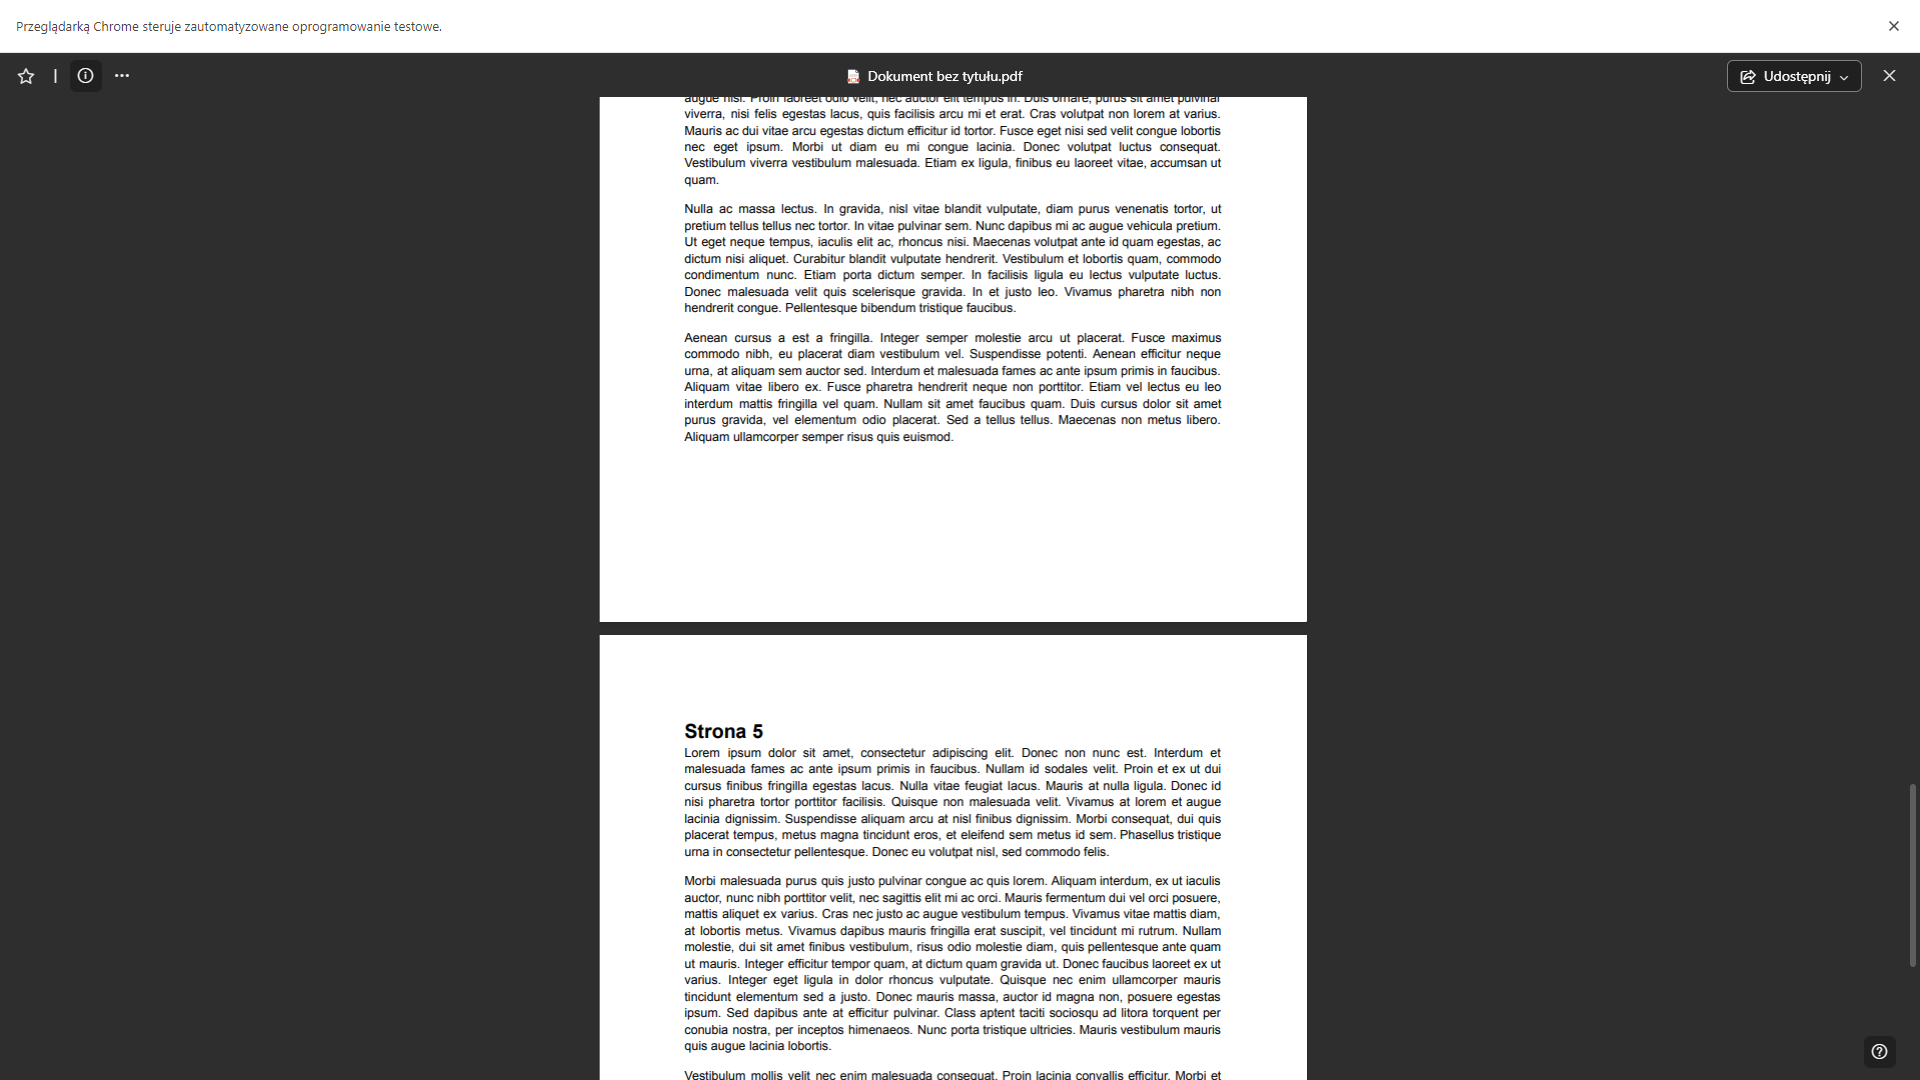 Przeglądarką Chrome steruje zautomatyzowane oprogramowanie testowe.
Dokument bez tytułu.pdf
Udostępnij
augue nisi. Proin laoreet odio velit, nec auctor elit tempus in. Duis ornare, purus sit amet pulvinar
viverra, nisi felis egestas lacus, quis facilisis arcu mi et erat. Cras volutpat non lorem at varius.
Mauris ac dui vitae arcu egestas dictum efficitur id tortor. Fusce eget nisi sed velit congue lobortis
nec eget ipsum. Morbi ut diam eu mi congue lacinia. Donec volutpat luctus consequat.
Vestibulum viverra vestibulum malesuada. Etiam ex ligula, finibus eu laoreet vitae, accumsan ut
quam.
Nulla ac massa lectus. In gravida, nisl vitae blandit vulputate, diam purus venenatis tortor, ut
pretium tellus tellus nec tortor. In vitae pulvinar sem. Nunc dapibus mi ac augue vehicula pretium.
Ut eget neque tempus, iaculis elit ac, rhoncus nisi. Maecenas volutpat ante id quam egestas, ac
dictum nisi aliquet. Curabitur blandit vulputate hendrerit. Vestibulum et lobortis quam, commodo
condimentum nunc. Etiam porta dictum semper. In facilisis ligula eu lectus vulputate luctus.
Donec malesuada velit quis scelerisque gravida. In et justo leo. Vivamus pharetra nibh non
hendrerit congue. Pellentesque bibendum tristique faucibus.
Aenean cursus a est a fringilla. Integer semper molestie arcu ut placerat. Fusce maximus
commodo nibh, eu placerat diam vestibulum vel. Suspendisse potenti. Aenean efficitur neque
urna, at aliquam sem auctor sed. Interdum et malesuada fames ac ante ipsum primis in faucibus.
Aliquam vitae libero ex. Fusce pharetra hendrerit neque non porttitor. Etiam vel lectus eu leo
interdum mattis fringilla vel quam. Nullam sit amet faucibus quam. Duis cursus dolor sit amet
purus gravida, vel elementum odio placerat. Sed a tellus tellus. Maecenas non metus libero.
Aliquam ullamcorper semper risus quis euismod.
Strona 5
Lorem ipsum dolor sit amet, consectetur adipiscing elit. Donec non nunc est. Interdum et
malesuada fames ac ante ipsum primis in faucibus. Nullam id sodales velit. Proin et ex ut dui
cursus finibus fringilla egestas lacus. Nulla vitae feugiat lacus. Mauris at nulla ligula. Donec id
nisi pharetra tortor porttitor facilisis. Quisque non malesuada velit. Vivamus at lorem et augue
lacinia dignissim. Suspendisse aliquam arcu at nisl finibus dignissim. Morbi consequat, dui quis
placerat tempus, metus magna tincidunt eros, et eleifend sem metus id sem. Phasellus tristique
urna in consectetur pellentesque. Donec eu volutpat nisl, sed commodo felis.
Morbi malesuada purus quis justo pulvinar congue ac quis lorem. Aliquam interdum, ex ut iaculis
auctor, nunc nibh porttitor velit, nec sagittis elit mi ac orci. Mauris fermentum dui vel orci posuere,
mattis aliquet ex varius. Cras nec justo ac augue vestibulum tempus. Vivamus vitae mattis diam,
at lobortis metus. Vivamus dapibus mauris fringilla erat suscipit, vel tincidunt mi rutrum. Nullam
molestie, dui sit amet finibus vestibulum, risus odio molestie diam, quis pellentesque ante quam
ut mauris. Integer efficitur tempor quam, at dictum quam gravida ut. Donec faucibus laoreet ex ut
varius. Integer eget ligula in dolor rhoncus vulputate. Quisque nec enim ullamcorper mauris
tincidunt elementum sed a justo. Donec mauris massa, auctor id magna non, posuere egestas
ipsum. Sed dapibus ante at efficitur pulvinar. Class aptent taciti sociosqu ad litora torquent per
conubia nostra, per inceptos himenaeos. Nunc porta tristique ultricies. Mauris vestibulum mauris
quis augue lacinia lobortis.
Vestibulum mollis velit nec enim malesuada consequat. Proin lacinia convallis efficitur. Morbi et